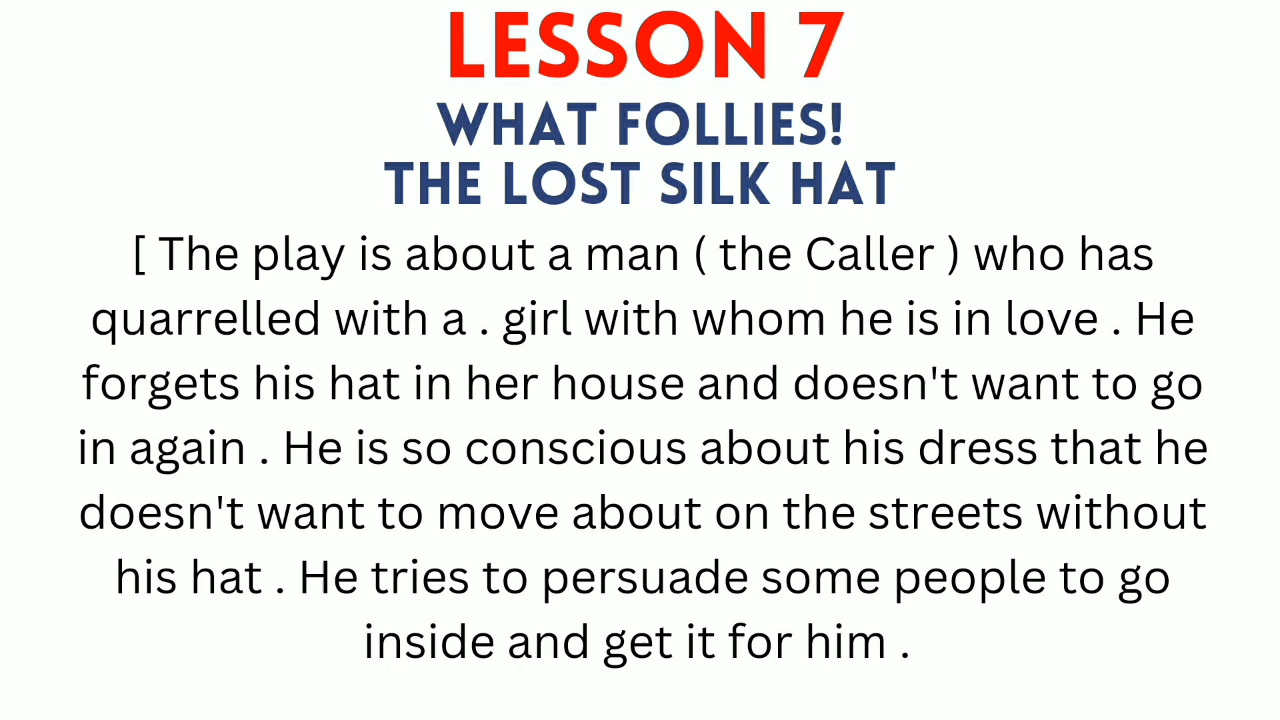 LESSON 7
WHAT FOLLIES!
THE LOST SILK HAT
[ The play is about a man ( the Caller ) who has
quarrelled with a . girl with whom he is in love . He
forgets his hat in her house and doesn't want to go
in again . He is so conscious about his dress that he
doesn't want to move about on the streets without
his hat . He tries to persuade some people to go
inside and get it for him .